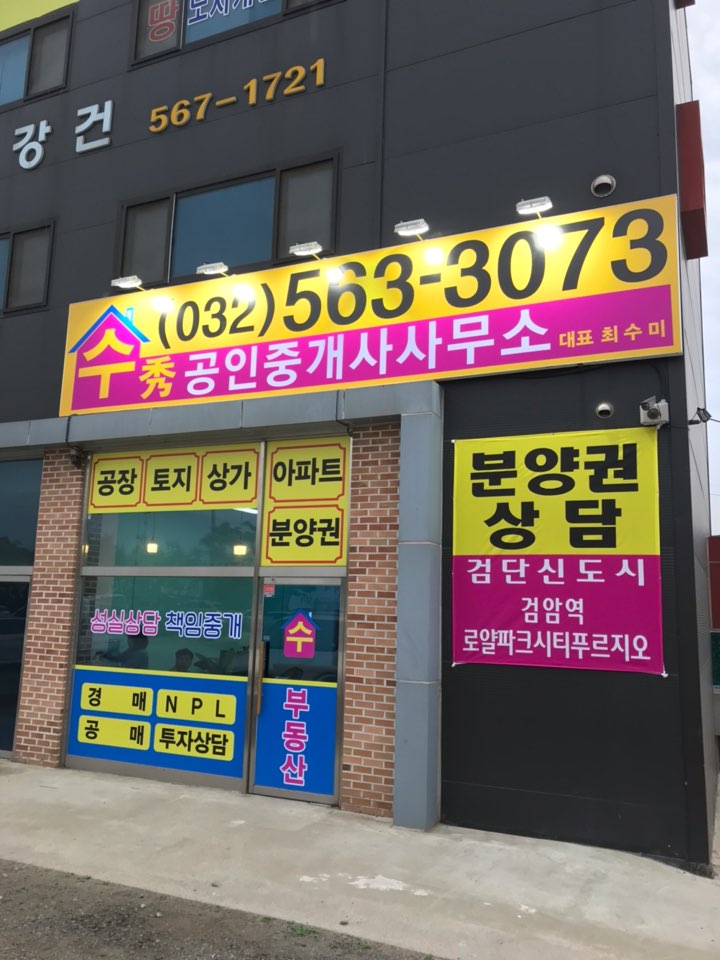 땅
강건 567-1721
(032)563-3073
수 秀 공인중개사사무소 대표 최수미
공장 토지 상가 아파트
분양권
성실상담 책임중개
수
부동산
경매 NPL
공매 투자상담
분양권
상담
검단신도시
검암역
로얄파크시티푸르지오